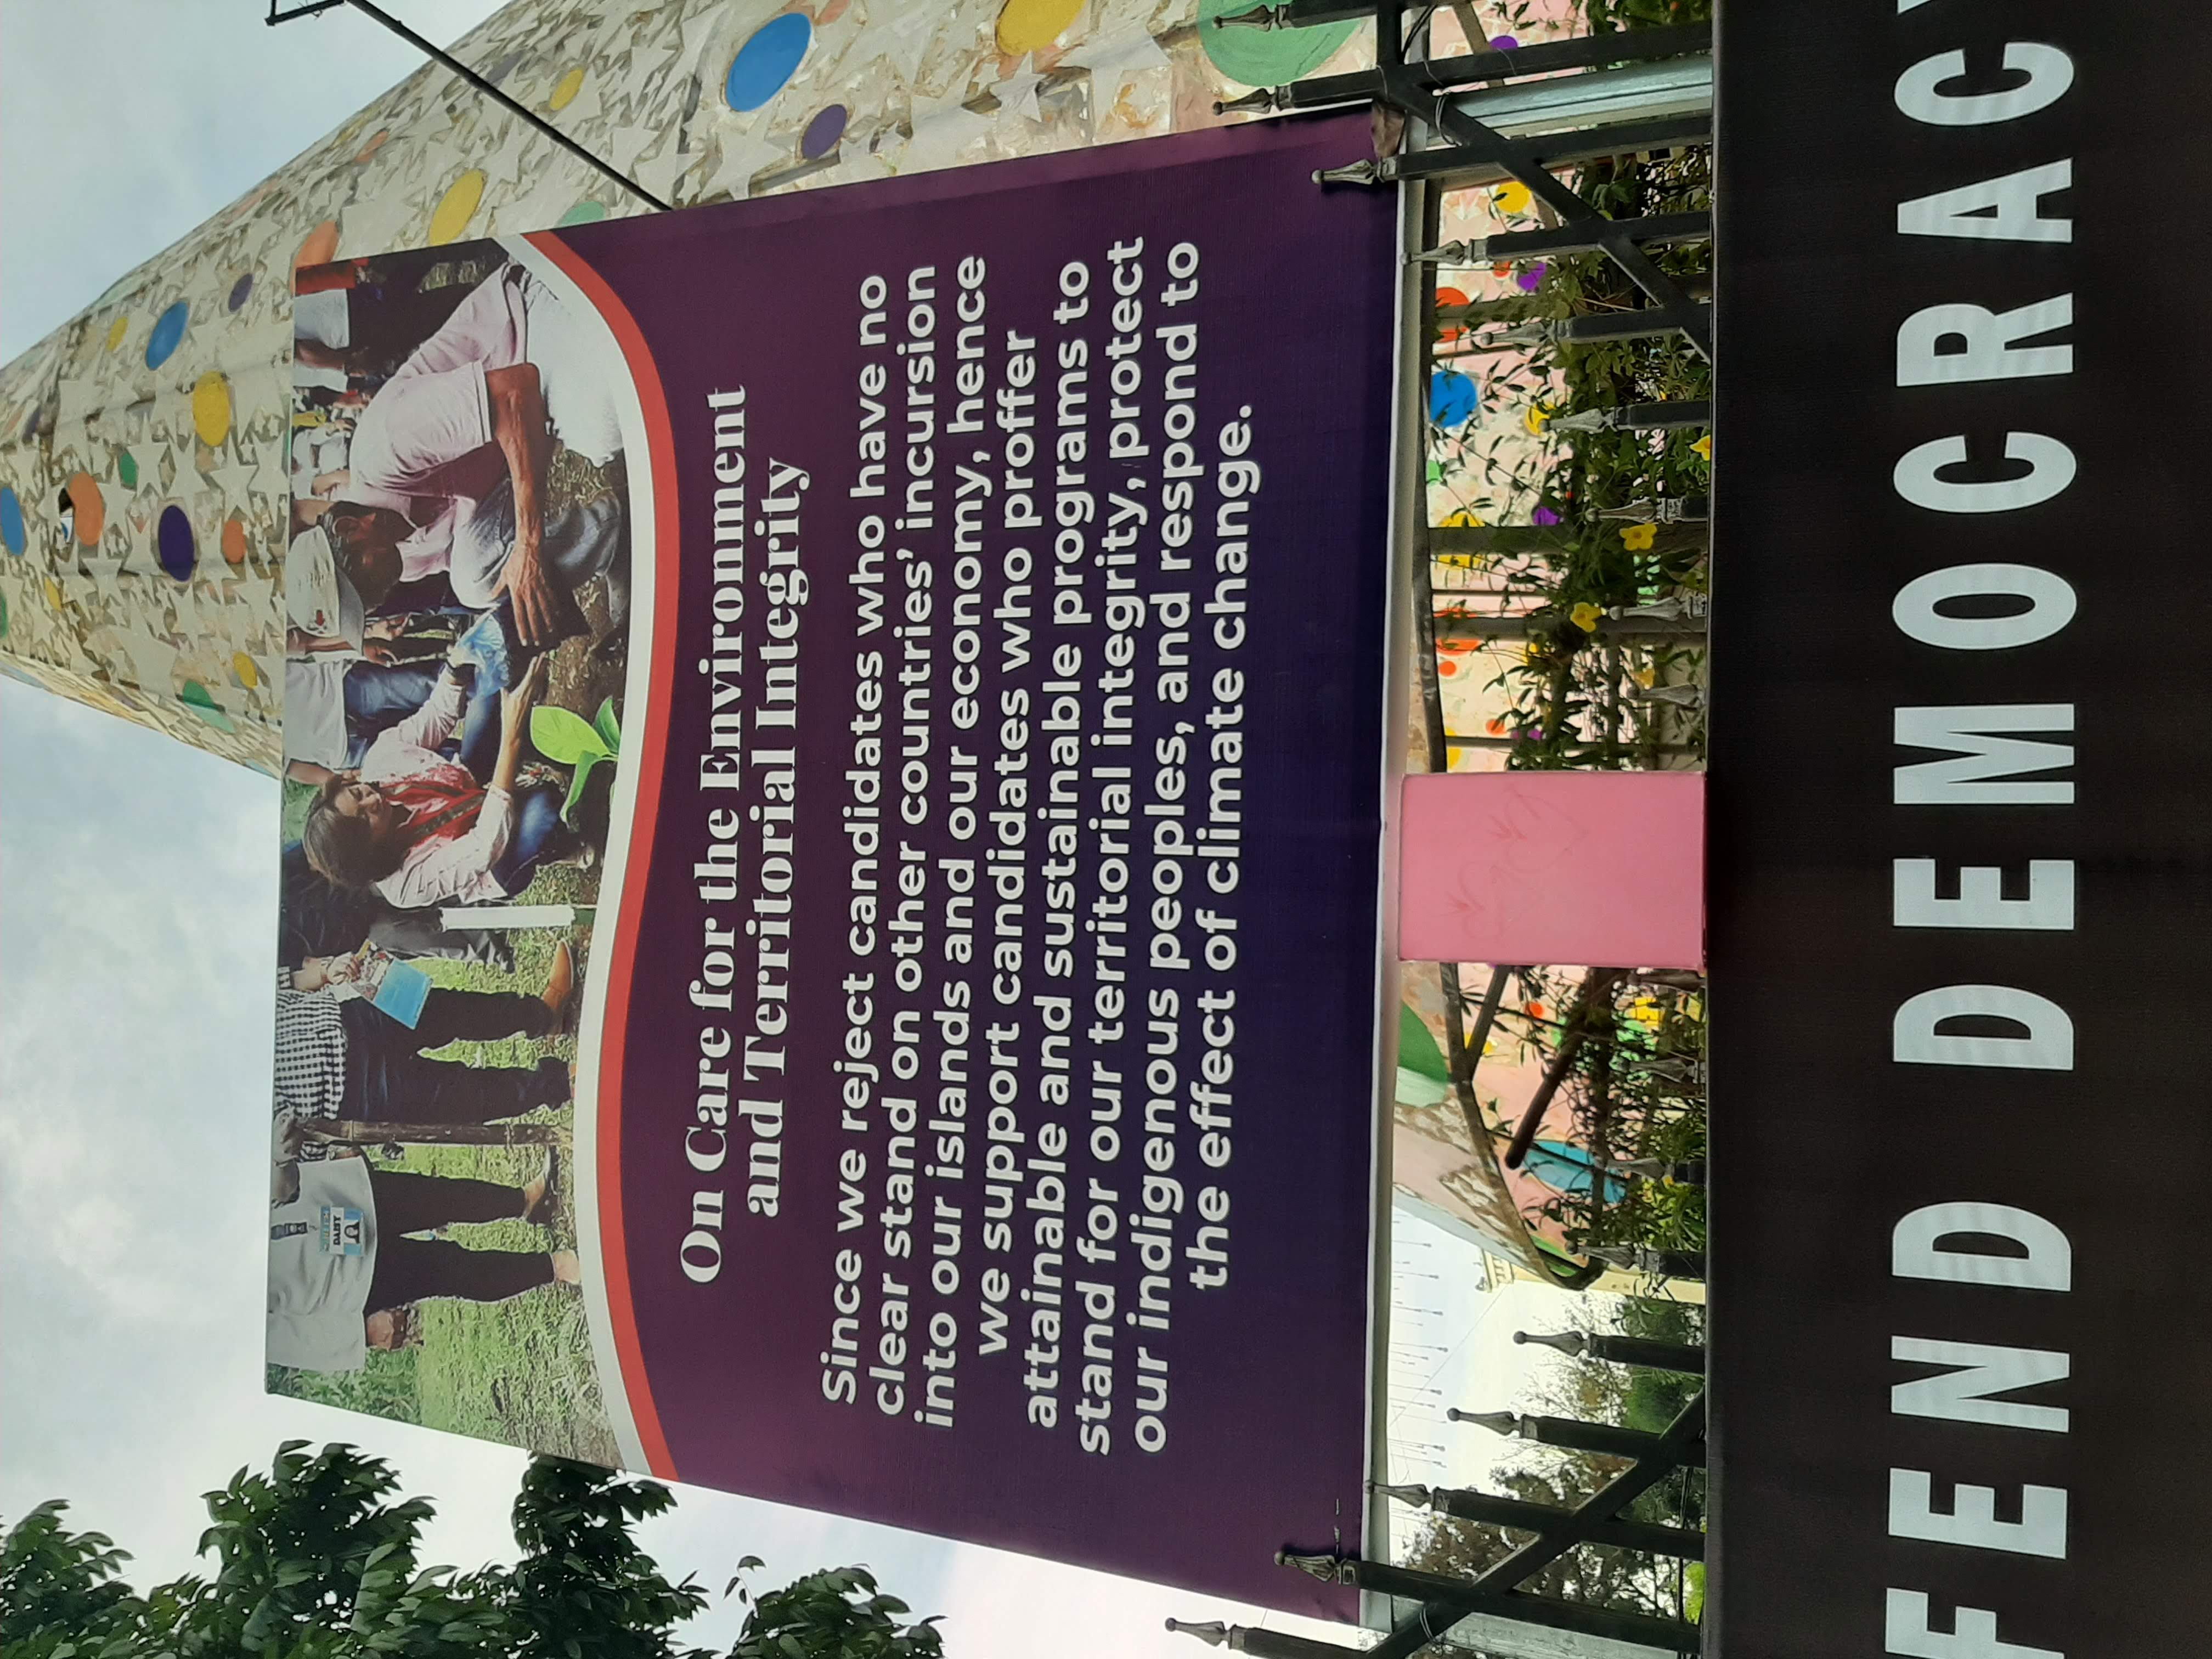 DAISY
On Care for the Environment
and Territorial Integrity
Since we reject candidates who have no
clear stand on other countries’ incursion
into our islands and our economy, hence
we support candidates who proffer
attainable and sustainable programs to
stand for our territorial integrity, protect
our indigenous peoples, and respond to
the effect of climate change.
FEND DEMOCRACY